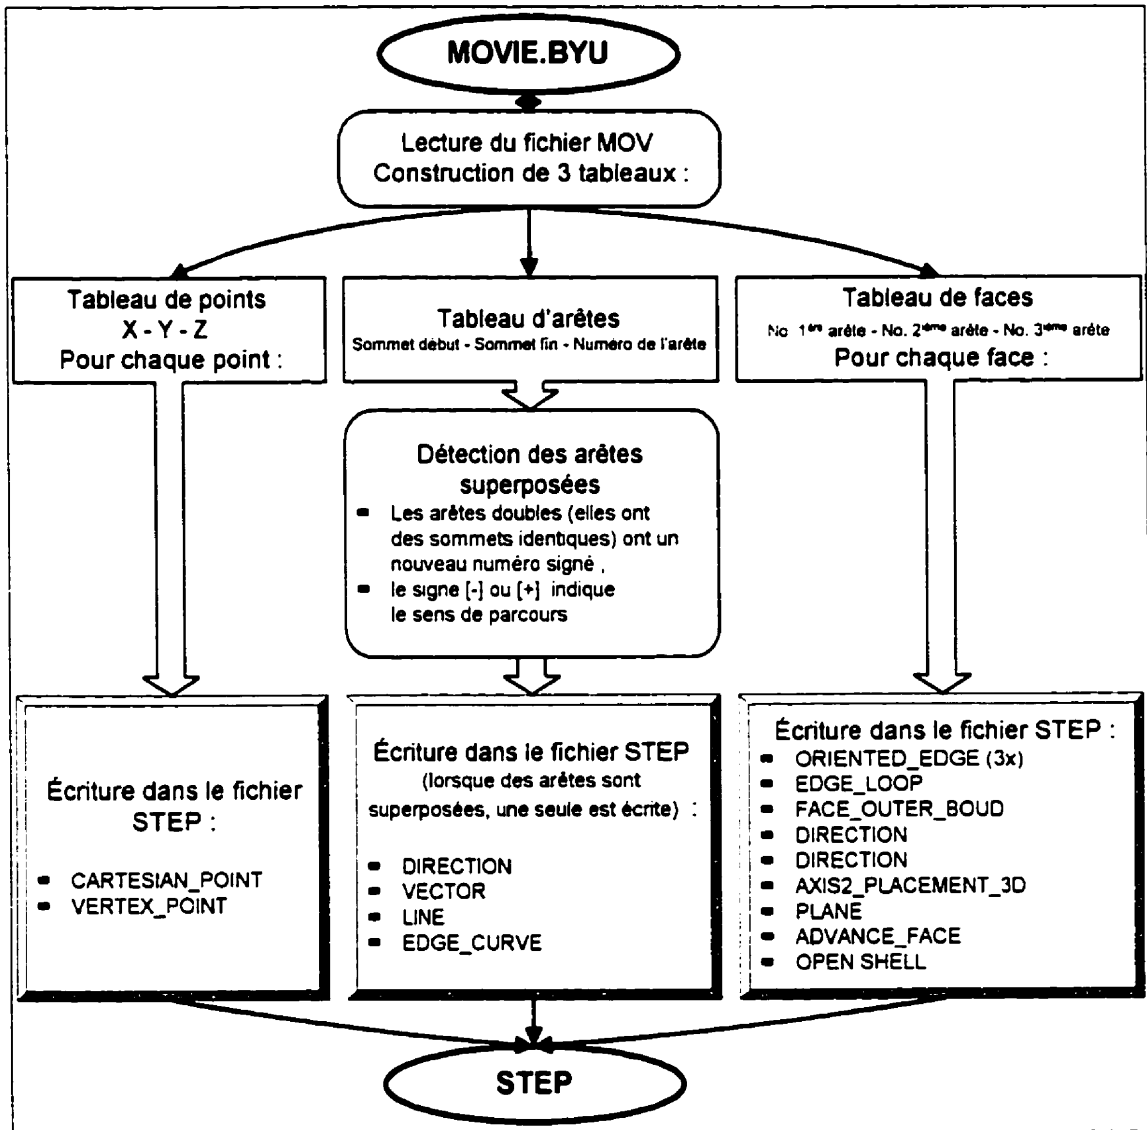 MOVIE.BYU
Lecture du fichier MOV
Construction de 3 tableaux :
Tableau de points
X - Y - Z
Pour chaque point :
Tableau d'arêtes
Sommet début - Sommet fin - Numéro de l'arête
Tableau de faces
No. 1ère arête - No. 2ième arête - No. 3ième arête
Pour chaque face :
Détection des arêtes
superposées
Les arêtes doubles (elles ont
des sommets identiques) ont un
nouveau numéro signé,
le signe [-] ou [+] indique
le sens de parcours
Écriture dans le fichier
STEP :
CARTESIAN_POINT
VERTEX_POINT
Écriture dans le fichier STEP
(lorsque des arêtes sont
superposées, une seule est écrite) :
DIRECTION
VECTOR
LINE
EDGE_CURVE
Écriture dans le fichier STEP :
ORIENTED_EDGE (3x)
EDGE_LOOP
FACE_OUTER_BOUD
DIRECTION
DIRECTION
AXIS2_PLACEMENT_3D
PLANE
ADVANCE_FACE
OPEN SHELL
STEP